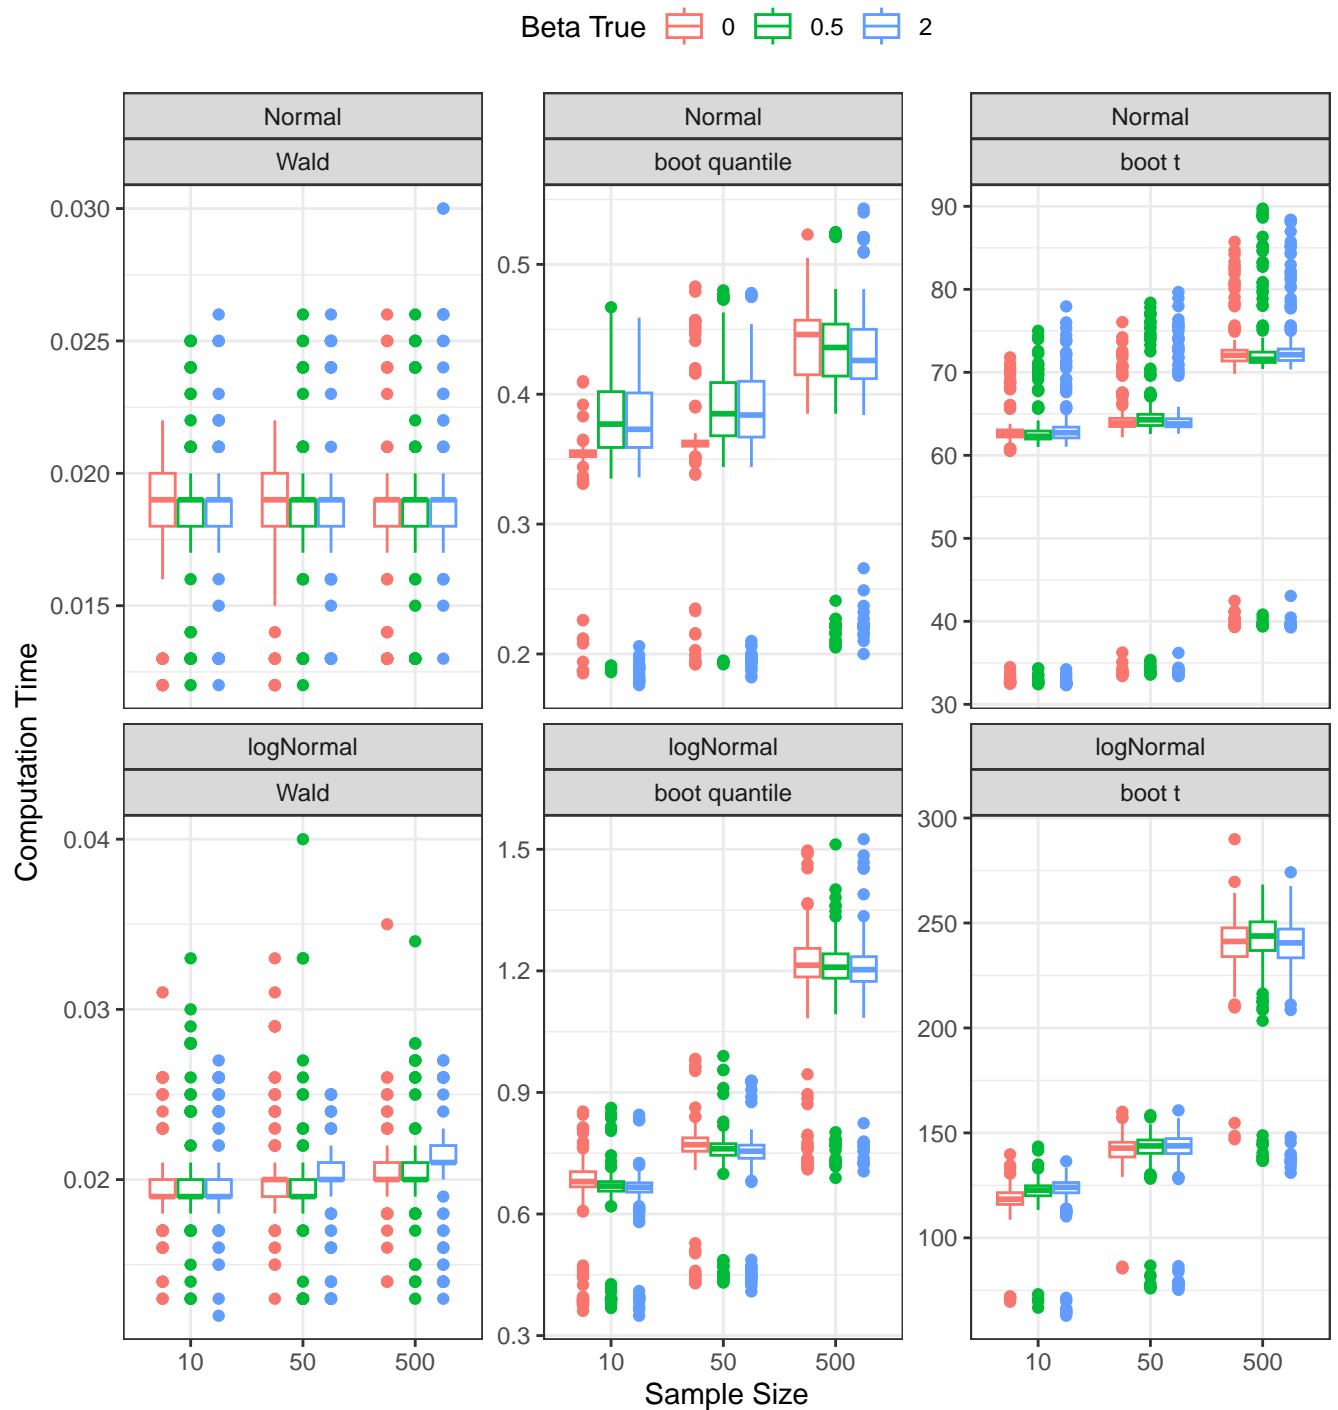 Beta True 0 0.5 2
Normal
Wald
Normal
boot quantile
Normal
boot t
0.030
0.025
0.020
0.015
0.5
0.4
0.3
0.2
90
80
70
60
50
40
30
Computation Time
logNormal
Wald
logNormal
boot quantile
logNormal
boot t
0.04
0.03
0.02
1.5
1.2
0.9
0.6
0.3
300
250
200
150
100
10 50 500
10 50 500
10 50 500
Sample Size